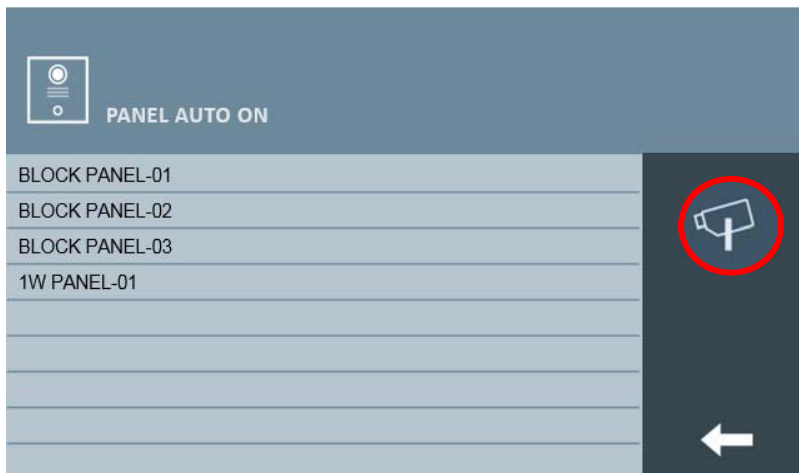 PANEL AUTO ON
BLOCK PANEL-01
BLOCK PANEL-02
BLOCK PANEL-03
1W PANEL-01